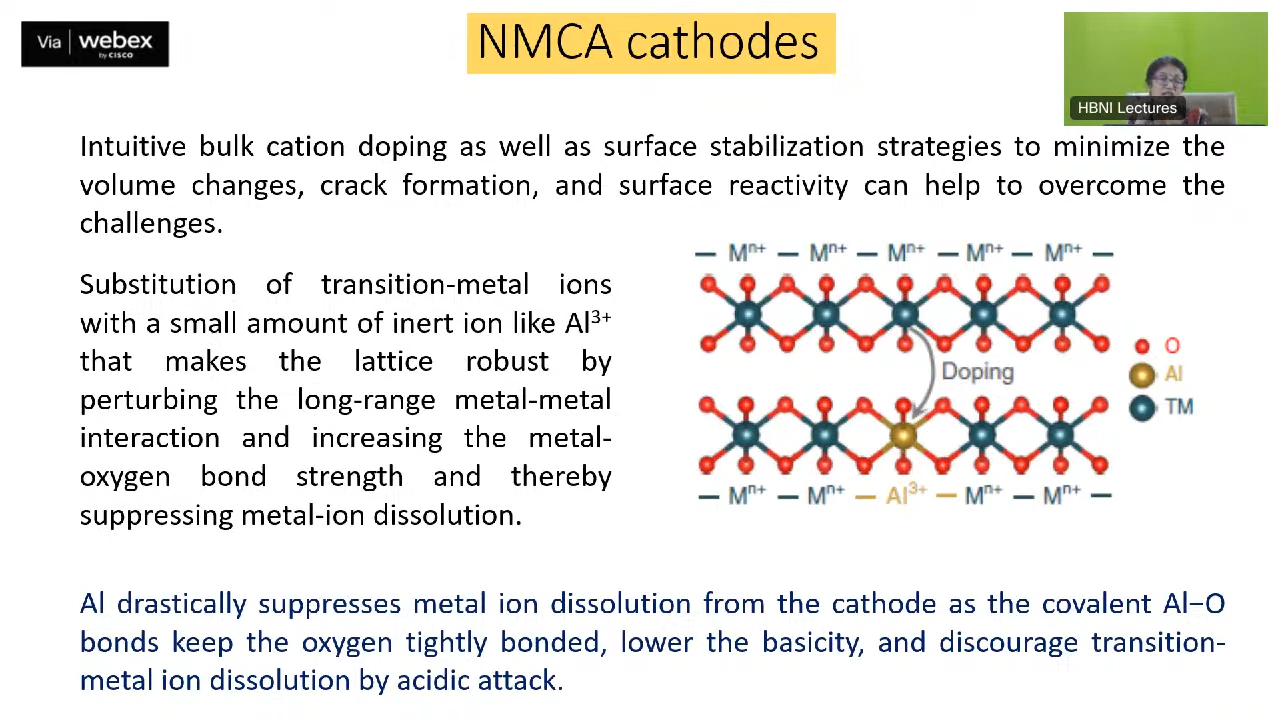 Via | webex
by CISCO
NMCA cathodes
HBNI Lectures
Intuitive bulk cation doping as well as surface stabilization strategies to minimize the
volume changes, crack formation, and surface reactivity can help to overcome the
challenges.
Substitution of transition-metal ions
with a small amount of inert ion like Al³⁺
that makes the lattice robust by
perturbing the long-range metal-metal
interaction and increasing the metal-
oxygen bond strength and thereby
suppressing metal-ion dissolution.
— Mⁿ⁺ — Mⁿ⁺ — Mⁿ⁺ — Mⁿ⁺ — Mⁿ⁺ —
Doping
O
Al
TM
— Mⁿ⁺ — Mⁿ⁺ — Al³⁺ — Mⁿ⁺ — Mⁿ⁺ —
Al drastically suppresses metal ion dissolution from the cathode as the covalent Al−O
bonds keep the oxygen tightly bonded, lower the basicity, and discourage transition-
metal ion dissolution by acidic attack.